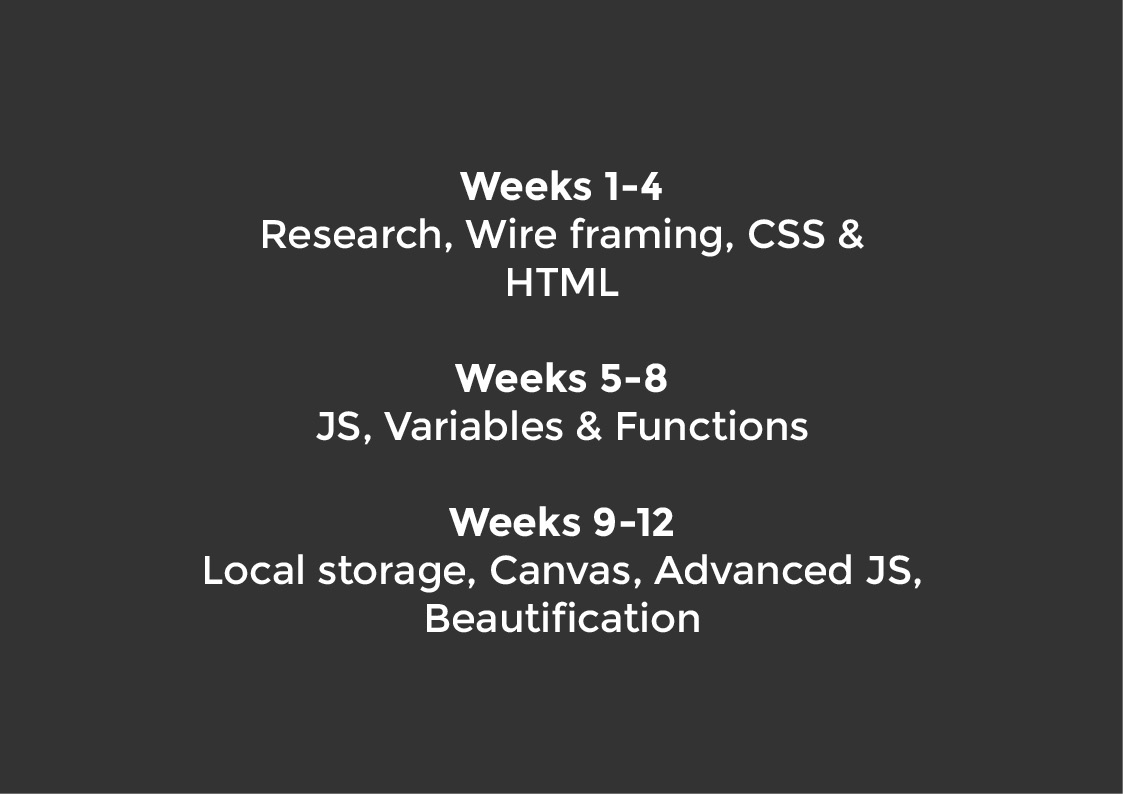 Weeks 1-4
Research, Wire framing, CSS &
HTML
Weeks 5-8
JS, Variables & Functions
Weeks 9-12
Local storage, Canvas, Advanced JS,
Beautification